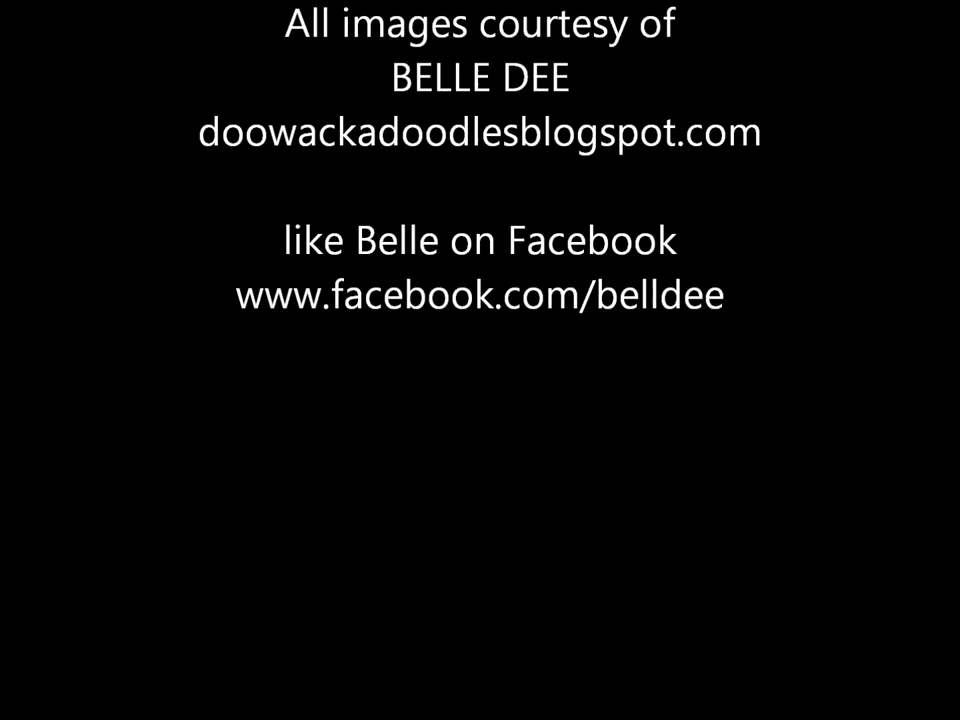 All images courtesy of
BELLE DEE
doowackadoodlesblogspot.com
like Belle on Facebook
www.facebook.com/belldee